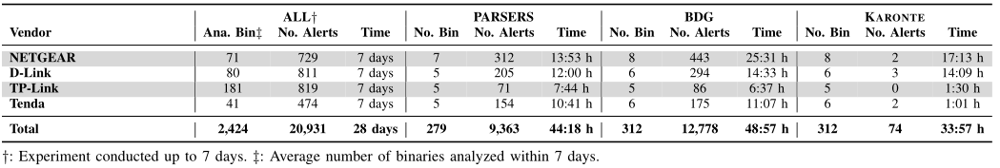 ALL† PARSERS BDG KARONTE
Vendor Ana. Bin‡ No. Alerts Time No. Bin No. Alerts Time No. Bin No. Alerts Time No. Bin No. Alerts Time
NETGEAR 71 729 7 days 7 312 13:53 h 8 443 25:31 h 8 2 17:13 h
D-Link 80 811 7 days 5 205 12:00 h 6 294 14:33 h 6 3 14:09 h
TP-Link 181 819 7 days 5 71 7:44 h 5 86 6:37 h 5 0 1:30 h
Tenda 41 474 7 days 5 154 10:41 h 6 175 11:07 h 6 2 1:01 h
Total 2,424 20,931 28 days 279 9,363 44:18 h 312 12,778 48:57 h 312 74 33:57 h
†: Experiment conducted up to 7 days. ‡: Average number of binaries analyzed within 7 days.